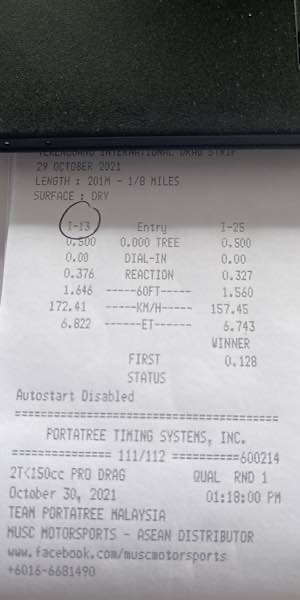 TERENGGANU INTERNATIONAL DRAG STRIP
29 OCTOBER 2021
LENGTH : 201M - 1/8 MILES
SURFACE : DRY
I-13 Entry I-25
0.500 0.000 TREE 0.500
0.00 DIAL-IN 0.00
0.376 REACTION 0.327
1.646 -----60FT----- 1.560
172.41 -----KM/H----- 157.45
6.822 ------ET------ 6.743
WINNER
FIRST 0.128
STATUS
Autostart Disabled
========================================
PORTATREE TIMING SYSTEMS, INC.
=============== 111/112 ==========600214
2T<150cc PRO DRAG QUAL RND 1
October 30, 2021 01:18:00 PM
TEAM PORTATREE MALAYSIA
MUSC MOTORSPORTS - ASEAN DISTRIBUTOR
www.facebook.com/muscmotorsports
+6016-6681490